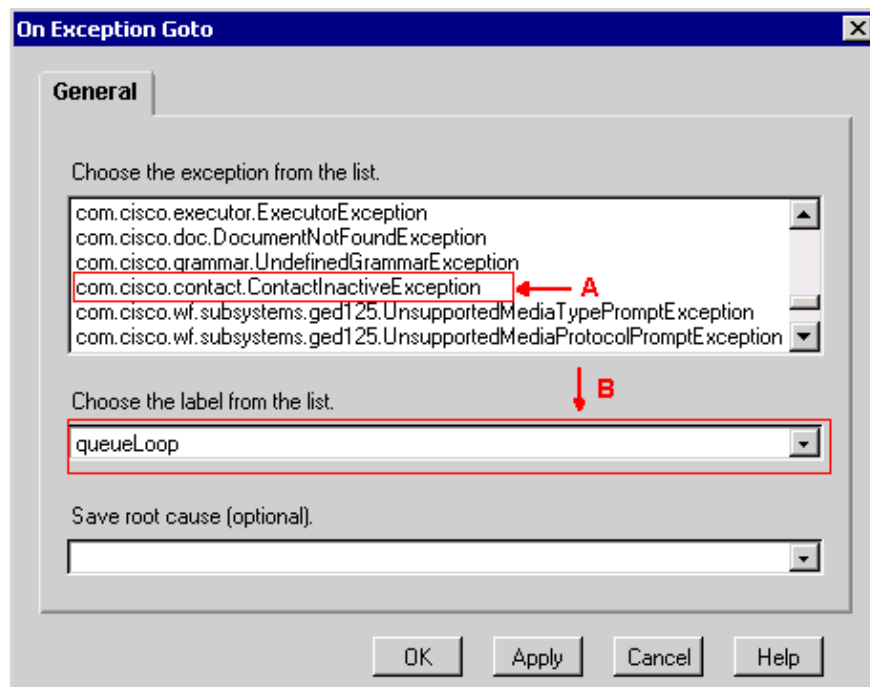 On Exception Goto
General
Choose the exception from the list.
com.cisco.executor.ExecutorException
com.cisco.doc.DocumentNotFoundException
com.cisco.grammar.UndefinedGrammarException
com.cisco.contact.ContactInactiveException
A
com.cisco.wf.subsystems.ged125.UnsupportedMediaTypePromptException
com.cisco.wf.subsystems.ged125.UnsupportedMediaProtocolPromptException
B
Choose the label from the list.
queueLoop
Save root cause (optional).
OK Apply Cancel Help